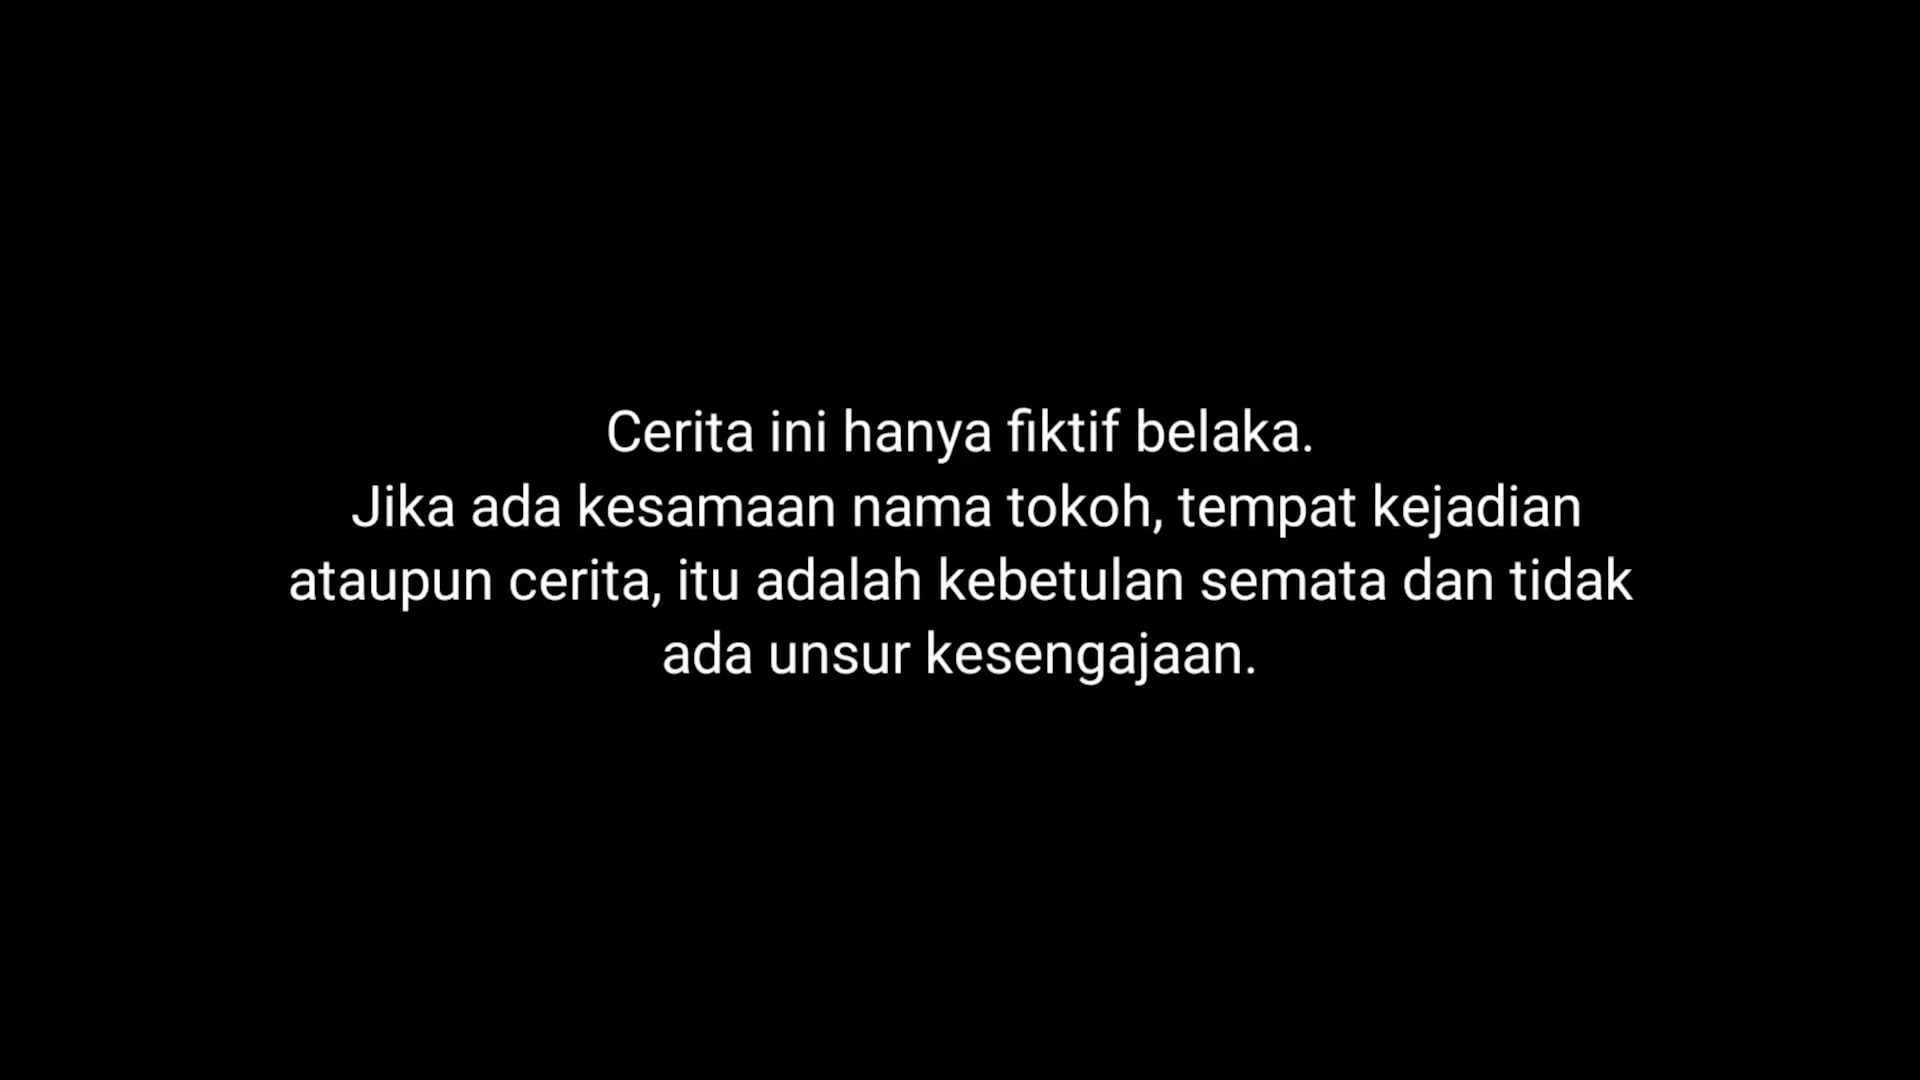 Cerita ini hanya fiktif belaka.
Jika ada kesamaan nama tokoh, tempat kejadian
ataupun cerita, itu adalah kebetulan semata dan tidak
ada unsur kesengajaan.